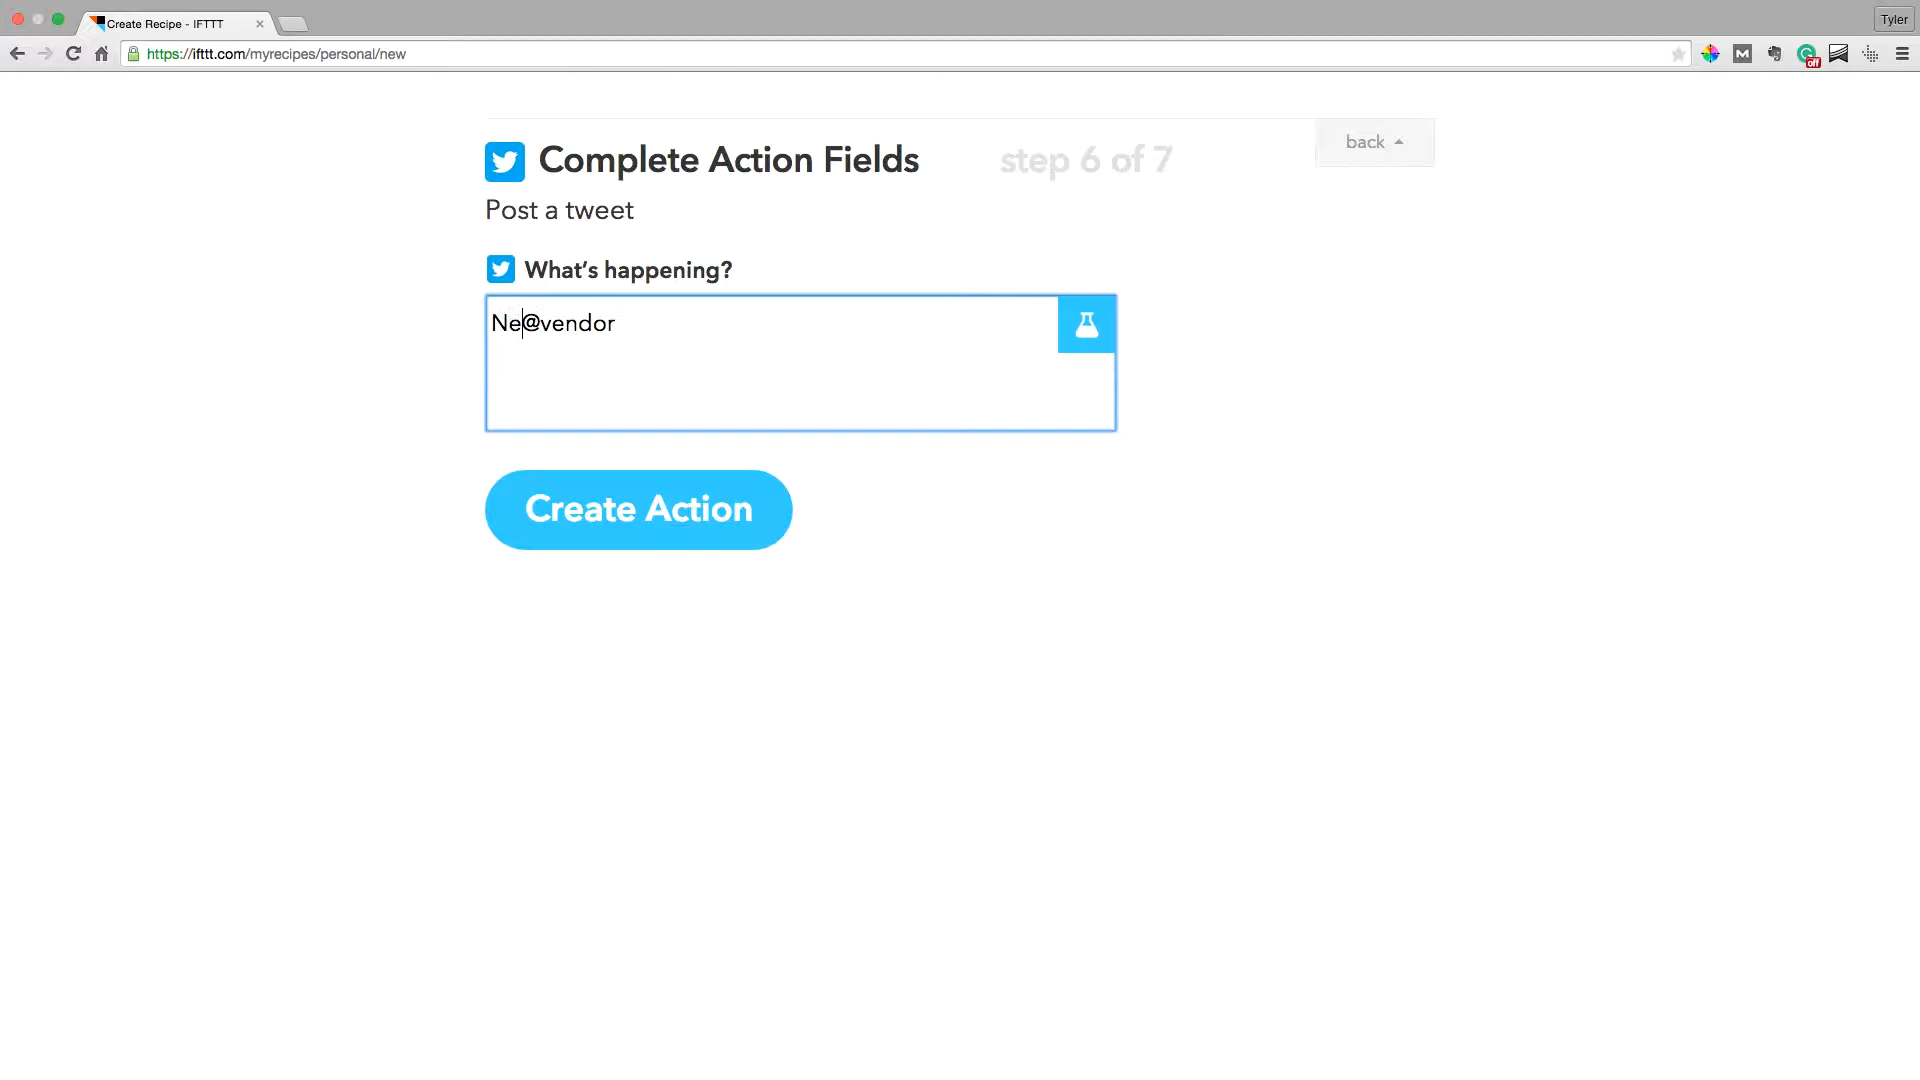 Create Recipe - IFTTT
Tyler
https://ifttt.com/myrecipes/personal/new
M
off
back
Complete Action Fields
step 6 of 7
Post a tweet
What's happening?
Ne@vendor
Create Action